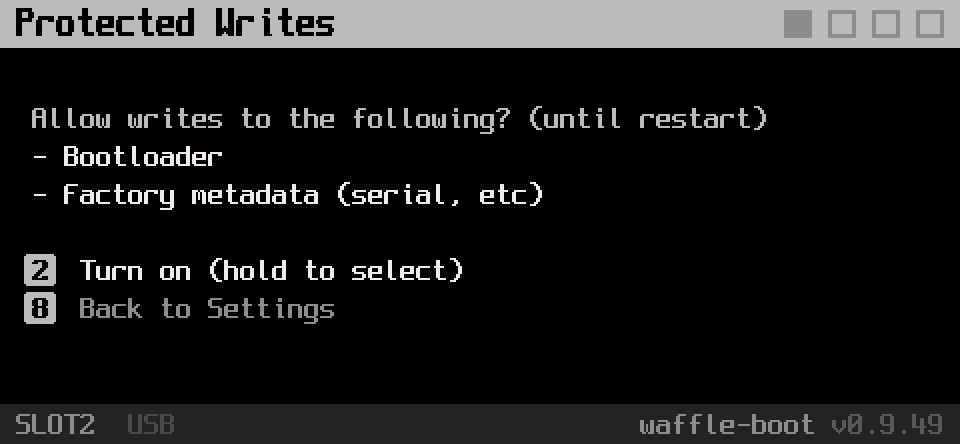 Protected Writes
Allow writes to the following? (until restart)
- Bootloader
- Factory metadata (serial, etc)
2 Turn on (hold to select)
8 Back to Settings
SLOT2 USB waffle-boot v0.9.49